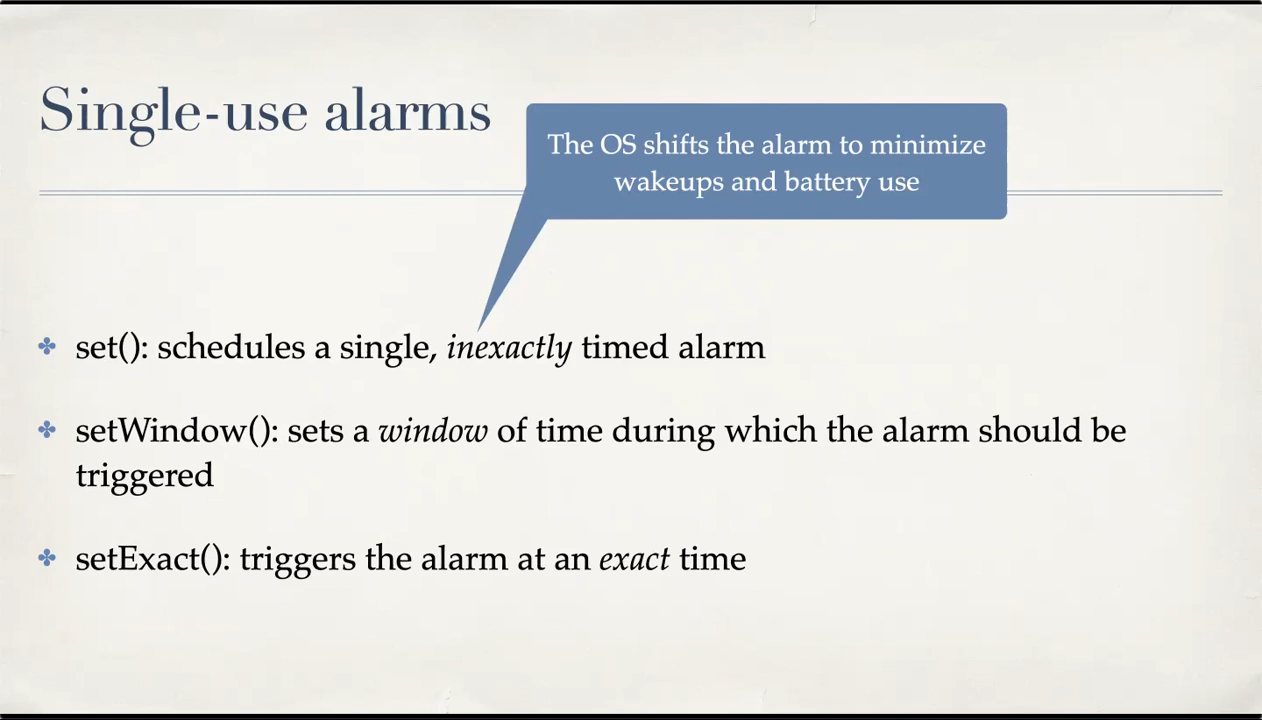 Single-use alarms
The OS shifts the alarm to minimize
wakeups and battery use
set(): schedules a single, inexactly timed alarm
setWindow(): sets a window of time during which the alarm should be
triggered
setExact(): triggers the alarm at an exact time